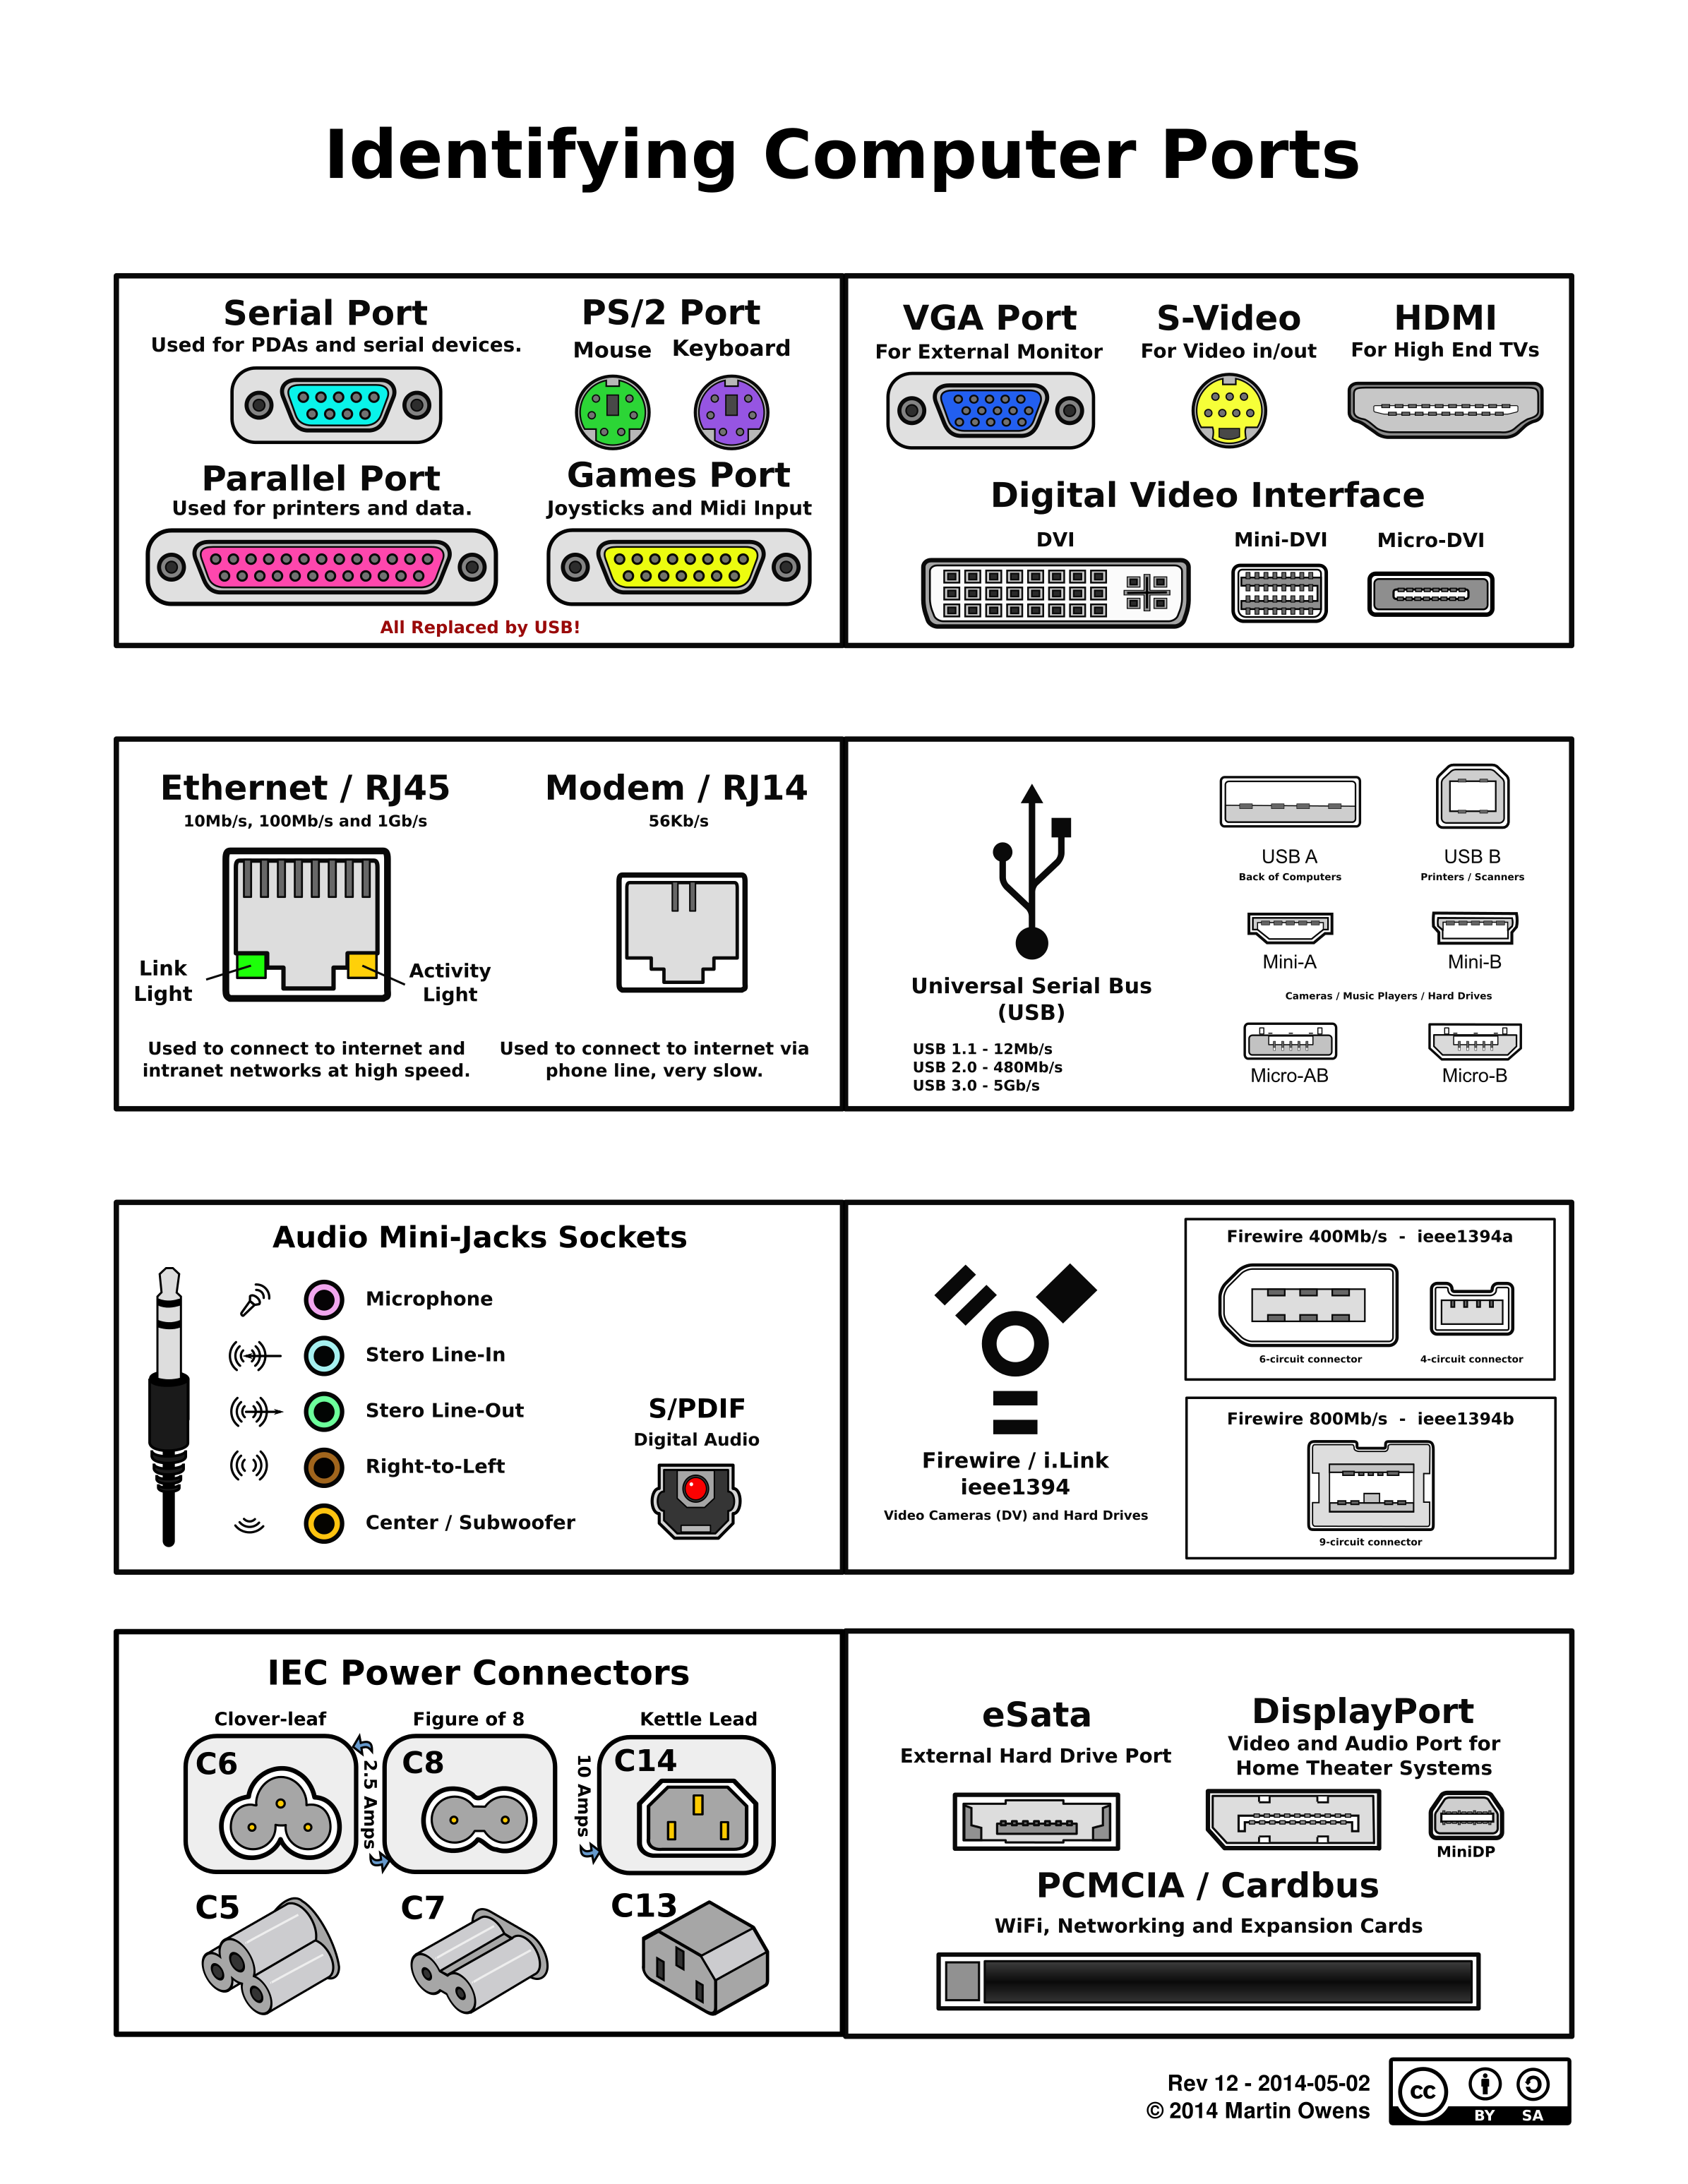 Identifying Computer Ports
Serial Port
Used for PDAs and serial devices.
PS/2 Port
Mouse
Keyboard
Parallel Port
Used for printers and data.
Games Port
Joysticks and Midi Input
All Replaced by USB!
VGA Port
For External Monitor
S-Video
For Video in/out
HDMI
For High End TVs
Digital Video Interface
DVI
Mini-DVI
Micro-DVI
Ethernet / RJ45
10Mb/s, 100Mb/s and 1Gb/s
Link
Light
Activity
Light
Used to connect to internet and
intranet networks at high speed.
Modem / RJ14
56Kb/s
Used to connect to internet via
phone line, very slow.
Universal Serial Bus
(USB)
USB 1.1 - 12Mb/s
USB 2.0 - 480Mb/s
USB 3.0 - 5Gb/s
USB A
Back of Computers
USB B
Printers / Scanners
Mini-A
Mini-B
Cameras / Music Players / Hard Drives
Micro-AB
Micro-B
Audio Mini-Jacks Sockets
Microphone
Stero Line-In
Stero Line-Out
Right-to-Left
Center / Subwoofer
S/PDIF
Digital Audio
Firewire / i.Link
ieee1394
Video Cameras (DV) and Hard Drives
Firewire 400Mb/s - ieee1394a
6-circuit connector
4-circuit connector
Firewire 800Mb/s - ieee1394b
9-circuit connector
IEC Power Connectors
Clover-leaf
Figure of 8
Kettle Lead
C6
2.5 Amps
C8
10 Amps
C14
C5
C7
C13
eSata
External Hard Drive Port
DisplayPort
Video and Audio Port for
Home Theater Systems
MiniDP
PCMCIA / Cardbus
WiFi, Networking and Expansion Cards
Rev 12 - 2014-05-02
© 2014 Martin Owens
cc
BY SA